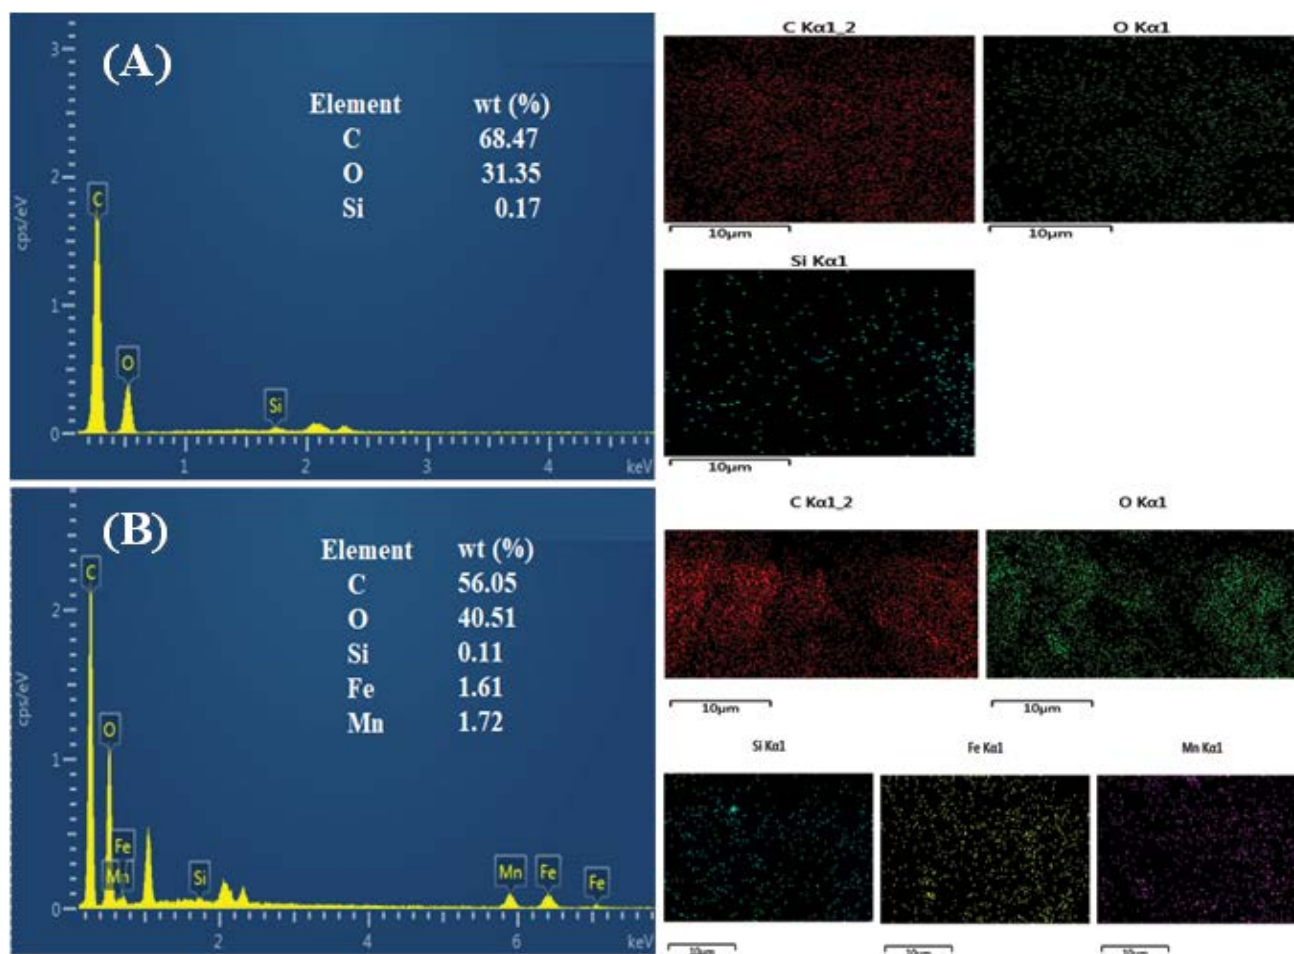 (A)
Element wt (%)
C 68.47
O 31.35
Si 0.17
3
2
1
0
cps/eV
C
O
Si
1 2 3 4 keV
C Kα1_2
10µm
O Kα1
10µm
Si Kα1
10µm
(B)
Element wt (%)
C 56.05
O 40.51
Si 0.11
Fe 1.61
Mn 1.72
2
1
0
cps/eV
C
O
Fe
Mn
Si
Mn
Fe
Fe
2 4 6 keV
C Kα1_2
10µm
O Kα1
10µm
Si Kα1
10µm
Fe Kα1
10µm
Mn Kα1
10µm